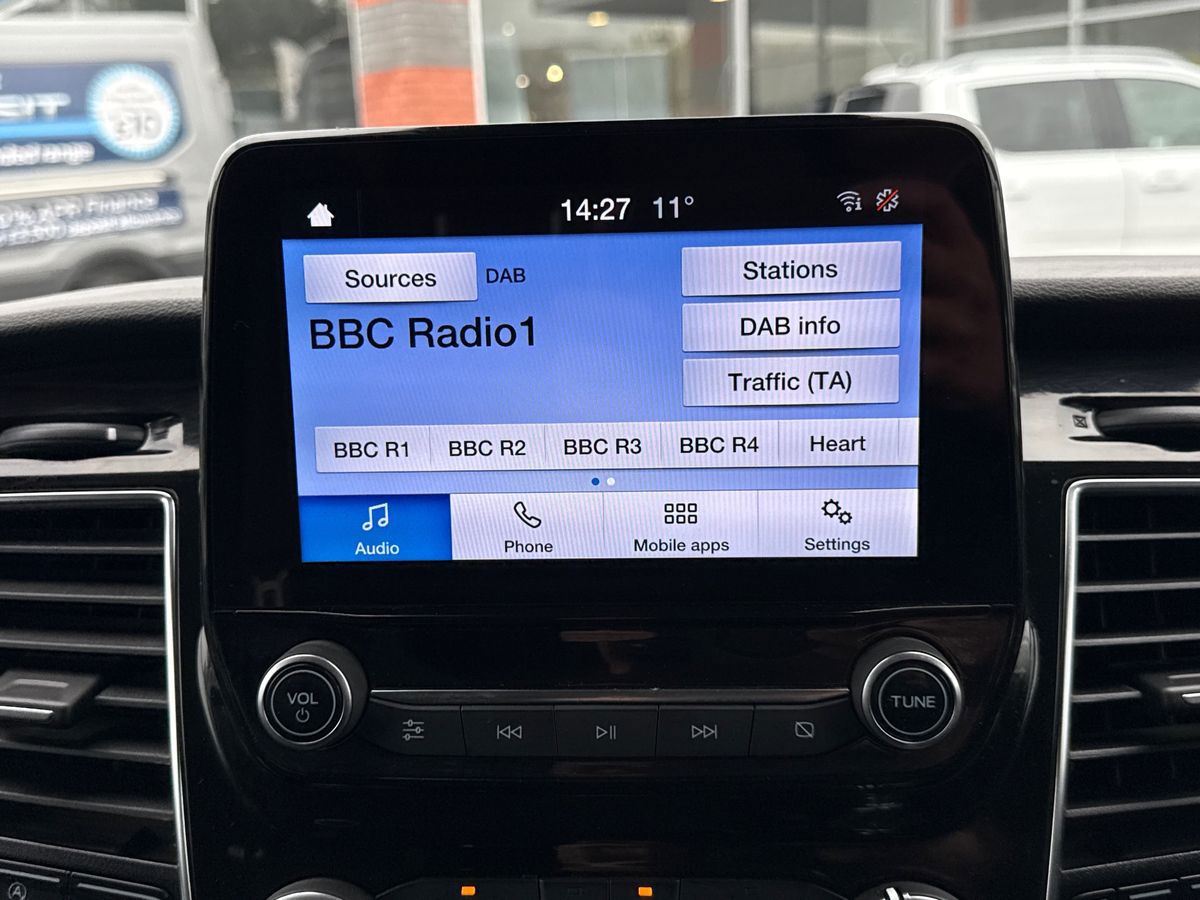 14:27 11°
Sources DAB
Stations
BBC Radio1
DAB info
Traffic (TA)
BBC R1 BBC R2 BBC R3 BBC R4 Heart
Audio Phone Mobile apps Settings
VOL
TUNE
A